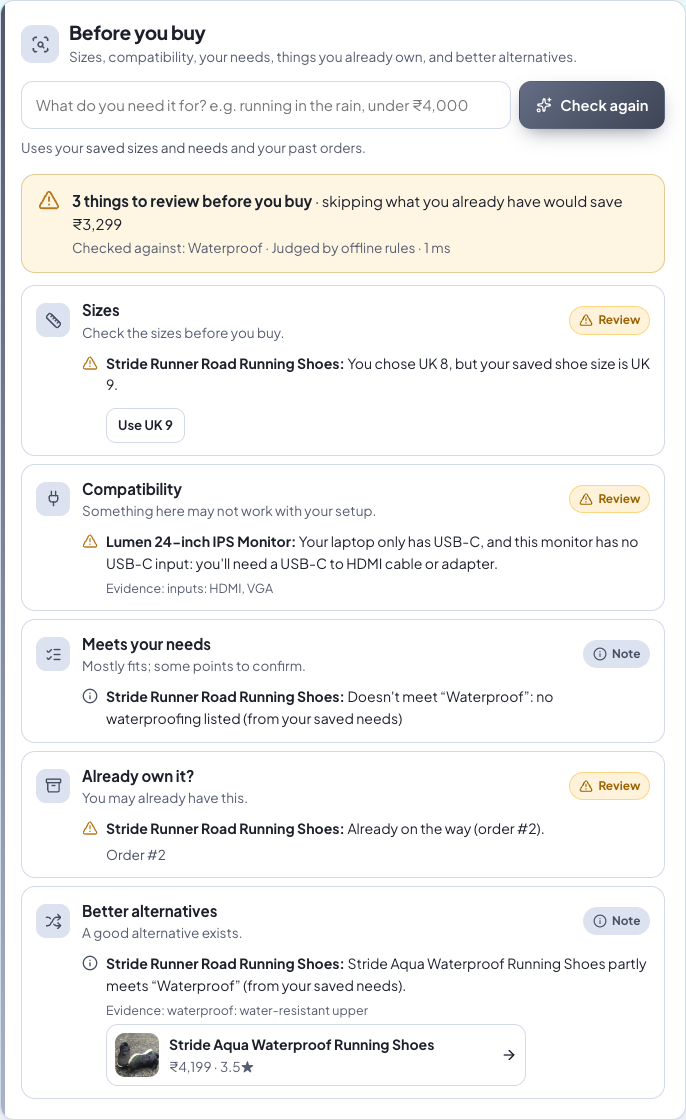 Before you buy
Sizes, compatibility, your needs, things you already own, and better alternatives.
What do you need it for? e.g. running in the rain, under ₹4,000
Check again
Uses your saved sizes and needs and your past orders.
3 things to review before you buy · skipping what you already have would save
₹3,299
Checked against: Waterproof · Judged by offline rules · 1 ms
Sizes
Review
Check the sizes before you buy.
Stride Runner Road Running Shoes: You chose UK 8, but your saved shoe size is UK
9.
Use UK 9
Compatibility
Review
Something here may not work with your setup.
Lumen 24-inch IPS Monitor: Your laptop only has USB-C, and this monitor has no
USB-C input: you'll need a USB-C to HDMI cable or adapter.
Evidence: inputs: HDMI, VGA
Meets your needs
Note
Mostly fits; some points to confirm.
Stride Runner Road Running Shoes: Doesn't meet “Waterproof”: no
waterproofing listed (from your saved needs)
Already own it?
Review
You may already have this.
Stride Runner Road Running Shoes: Already on the way (order #2).
Order #2
Better alternatives
Note
A good alternative exists.
Stride Runner Road Running Shoes: Stride Aqua Waterproof Running Shoes partly
meets “Waterproof” (from your saved needs).
Evidence: waterproof: water-resistant upper
Stride Aqua Waterproof Running Shoes
₹4,199 · 3.5★